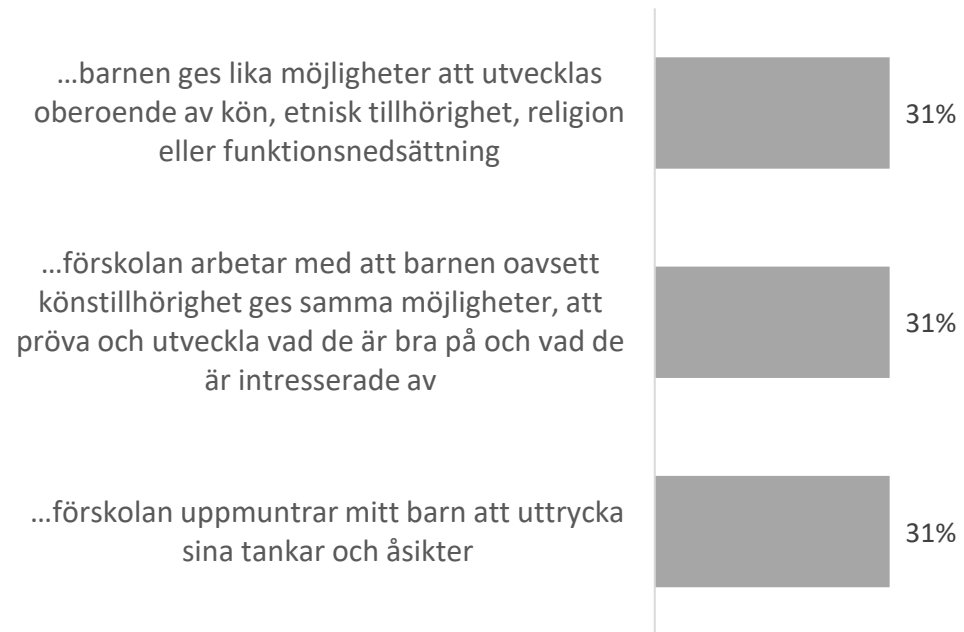 …barnen ges lika möjligheter att utvecklas
oberoende av kön, etnisk tillhörighet, religion
eller funktionsnedsättning
31%
…förskolan arbetar med att barnen oavsett
könstillhörighet ges samma möjligheter, att
pröva och utveckla vad de är bra på och vad de
är intresserade av
31%
…förskolan uppmuntrar mitt barn att uttrycka
sina tankar och åsikter
31%